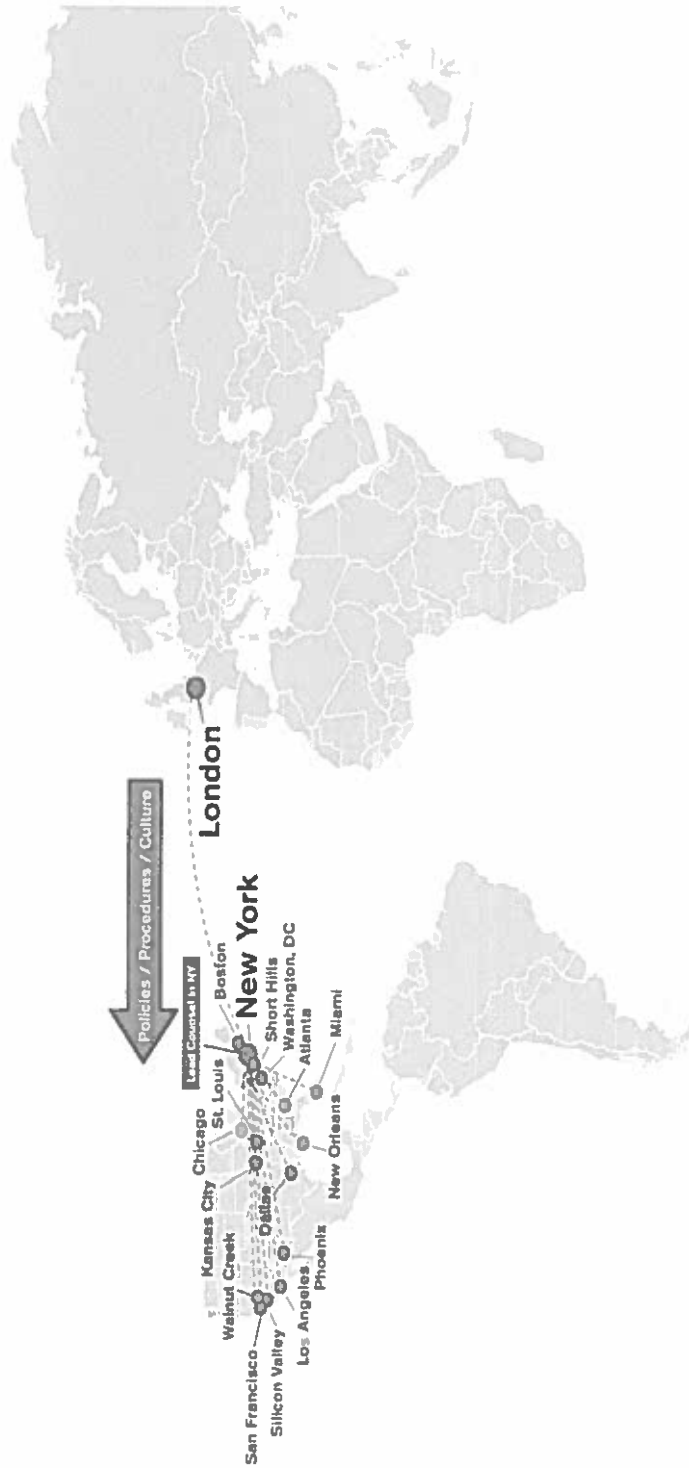 Policies / Procedures / Culture
London
Lead Counsel in NY
Boston
New York
Short Hills
Washington, DC
Atlanta
Miami
Chicago
St. Louis
Kansas City
Walnut Creek
Dallas
New Orleans
San Francisco
Silicon Valley
Los Angeles
Phoenix